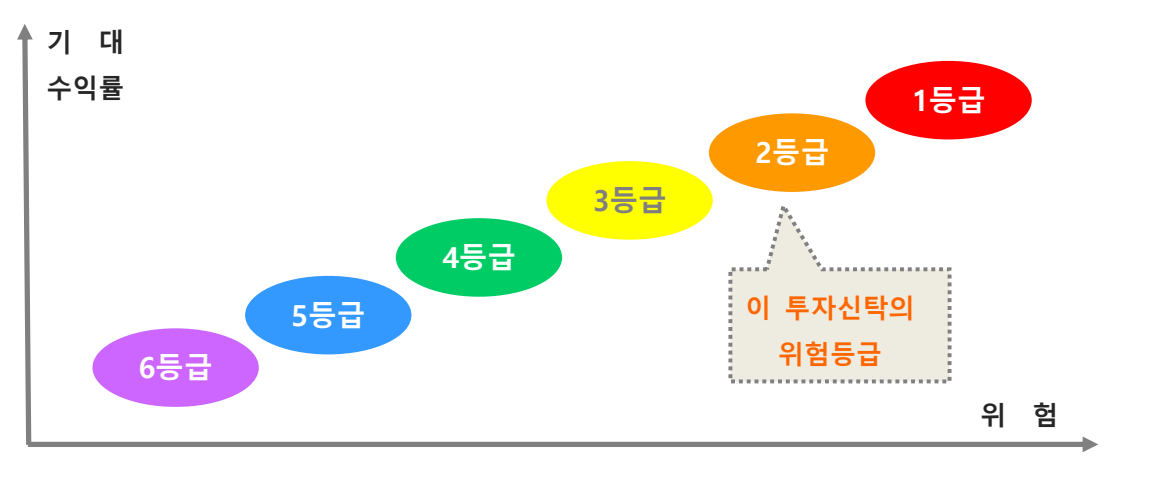 기 대
수익률
1등급
2등급
3등급
4등급
5등급
6등급
이 투자신탁의
위험등급
위 험